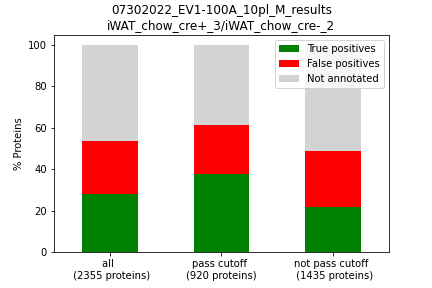 07302022_EV1-100A_10pl_M_results
iWAT_chow_cre+_3/iWAT_chow_cre-_2
% Proteins
100
80
60
40
20
0
True positives
False positives
Not annotated
all
(2355 proteins)
pass cutoff
(920 proteins)
not pass cutoff
(1435 proteins)